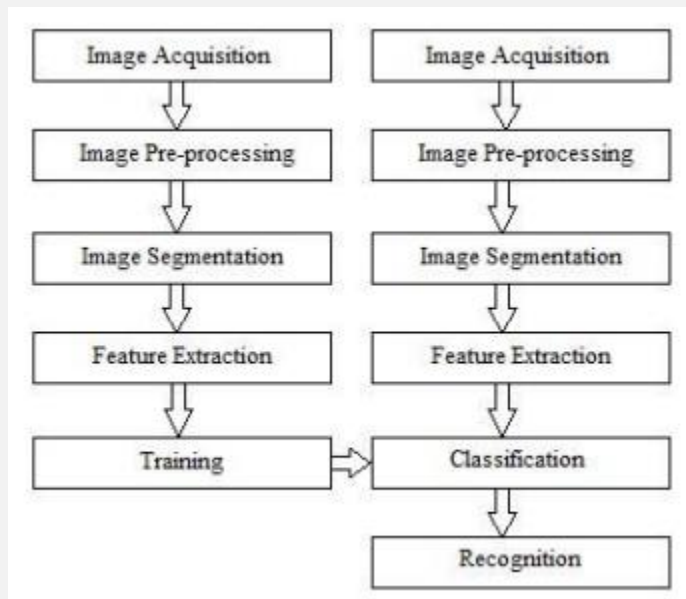 Image Acquisition
Image Pre-processing
Image Segmentation
Feature Extraction
Training
Image Acquisition
Image Pre-processing
Image Segmentation
Feature Extraction
Classification
Recognition